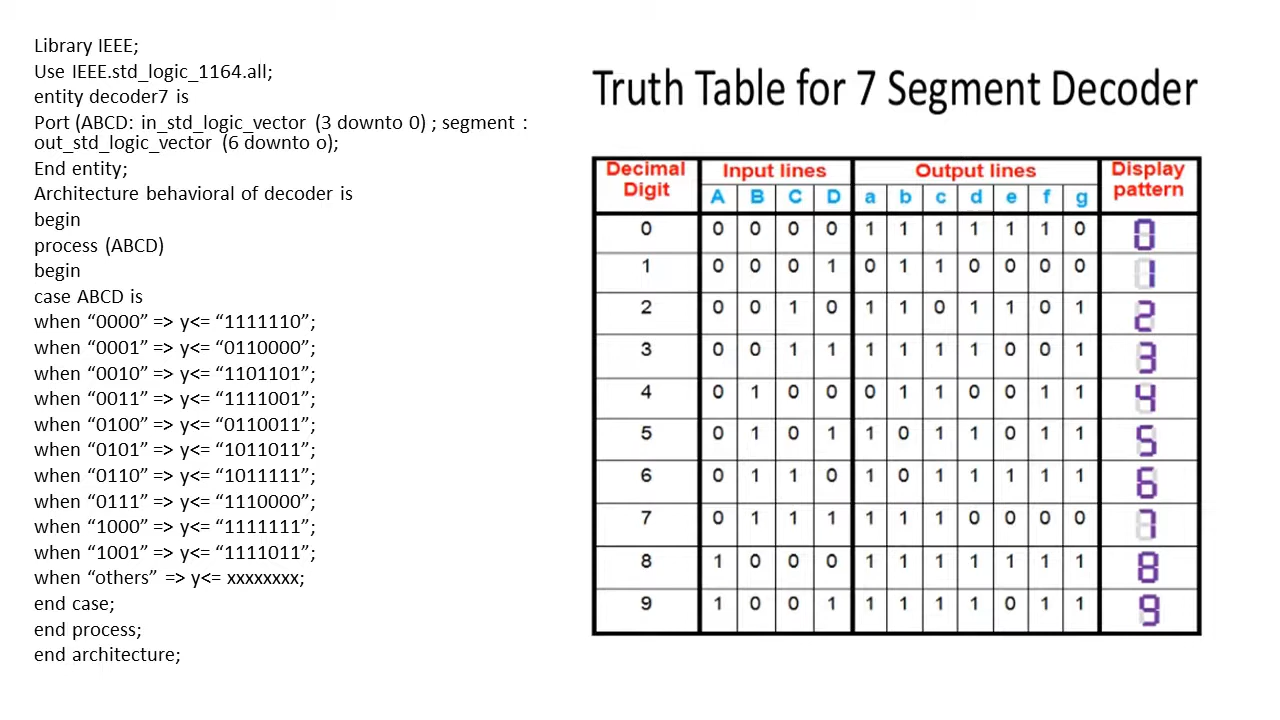 Library IEEE;
Use IEEE.std_logic_1164.all;
entity decoder7 is
Port (ABCD: in_std_logic_vector (3 downto 0) ; segment :
out_std_logic_vector (6 downto o);
End entity;
Architecture behavioral of decoder is
begin
process (ABCD)
begin
case ABCD is
when “0000” => y<= “1111110”;
when “0001” => y<= “0110000”;
when “0010” => y<= “1101101”;
when “0011” => y<= “1111001”;
when “0100” => y<= “0110011”;
when “0101” => y<= “1011011”;
when “0110” => y<= “1011111”;
when “0111” => y<= “1110000”;
when “1000” => y<= “1111111”;
when “1001” => y<= “1111011”;
when “others” => y<= xxxxxxxx;
end case;
end process;
end architecture;
Truth Table for 7 Segment Decoder
Decimal Digit Input lines Output lines Display pattern
A B C D a b c d e f g
0 0 0 0 0 1 1 1 1 1 1 0 0
1 0 0 0 1 0 1 1 0 0 0 0 1
2 0 0 1 0 1 1 0 1 1 0 1 2
3 0 0 1 1 1 1 1 1 0 0 1 3
4 0 1 0 0 0 1 1 0 0 1 1 4
5 0 1 0 1 1 0 1 1 0 1 1 5
6 0 1 1 0 1 0 1 1 1 1 1 6
7 0 1 1 1 1 1 1 0 0 0 0 7
8 1 0 0 0 1 1 1 1 1 1 1 8
9 1 0 0 1 1 1 1 1 0 1 1 9